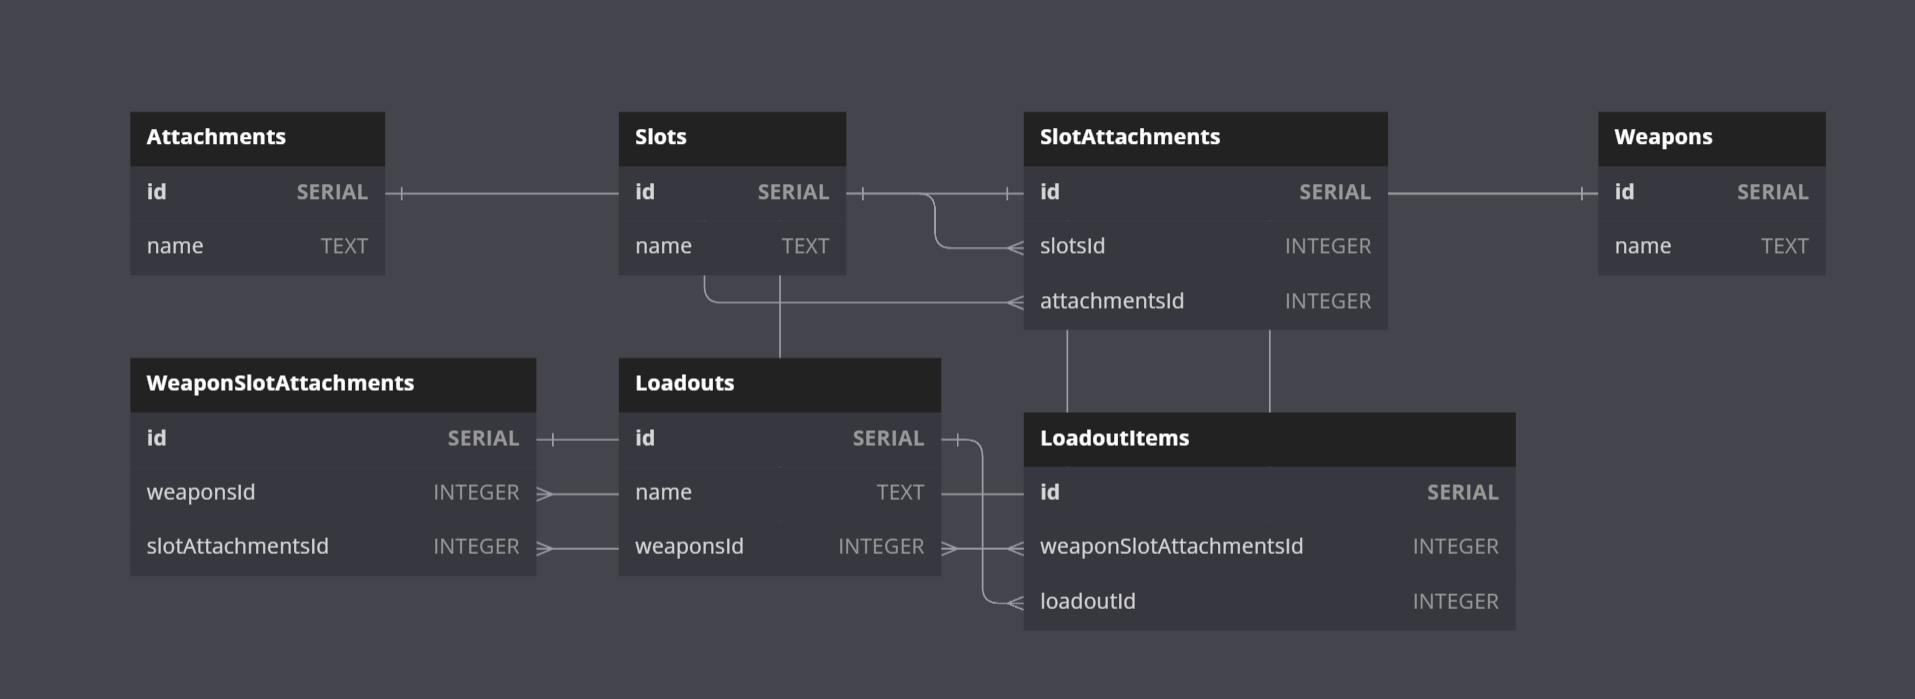 Attachments
id SERIAL
name TEXT
Slots
id SERIAL
name TEXT
SlotAttachments
id SERIAL
slotsId INTEGER
attachmentsId INTEGER
Weapons
id SERIAL
name TEXT
WeaponSlotAttachments
id SERIAL
weaponsId INTEGER
slotAttachmentsId INTEGER
Loadouts
id SERIAL
name TEXT
weaponsId INTEGER
LoadoutItems
id SERIAL
weaponSlotAttachmentsId INTEGER
loadoutId INTEGER